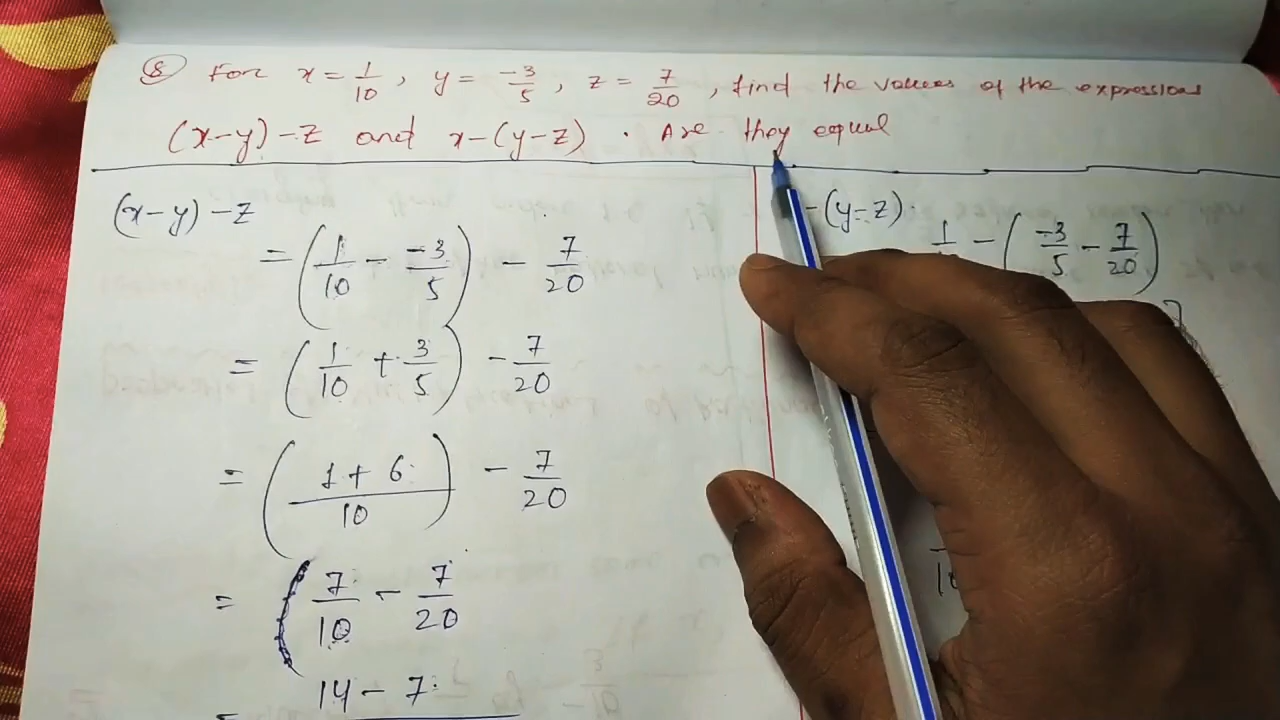 8 For x = 1/10, y = -3/5, z = 7/20, find the values of the expressions
(x-y)-z and x-(y-z). Are they equal
(x-y)-z
= (1/10 - -3/5) - 7/20
= (1/10 + 3/5) - 7/20
= (1+6/10) - 7/20
= (7/10 - 7/20
= 14-7
-(y-z)
1 - (-3/5 - 7/20)